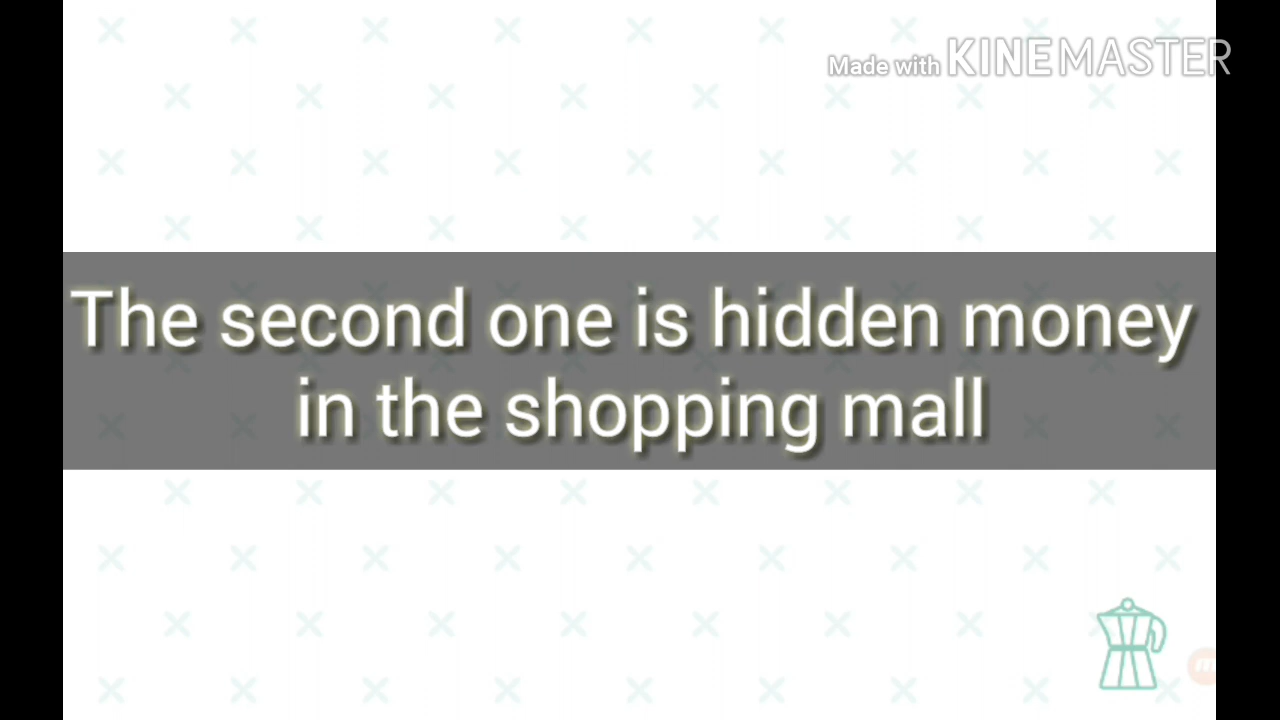 Made with KINEMASTER
The second one is hidden money
in the shopping mall